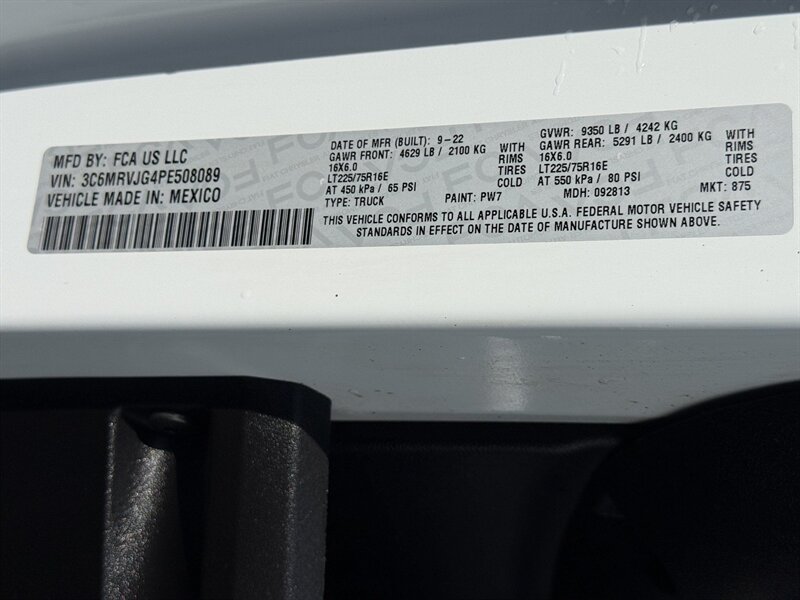 MFD BY: FCA US LLC
VIN: 3C6MRVJG4PE508089
VEHICLE MADE IN: MEXICO
DATE OF MFR (BUILT): 9-22
GAWR FRONT: 4629 LB / 2100 KG WITH
16X6.0 RIMS
LT225/75R16E TIRES
AT 450 kPa / 65 PSI COLD
TYPE: TRUCK PAINT: PW7
GVWR: 9350 LB / 4242 KG
GAWR REAR: 5291 LB / 2400 KG WITH
16X6.0 RIMS
LT225/75R16E TIRES
AT 550 kPa / 80 PSI COLD
MDH: 092813 MKT: 875
THIS VEHICLE CONFORMS TO ALL APPLICABLE U.S.A. FEDERAL MOTOR VEHICLE SAFETY
STANDARDS IN EFFECT ON THE DATE OF MANUFACTURE SHOWN ABOVE.